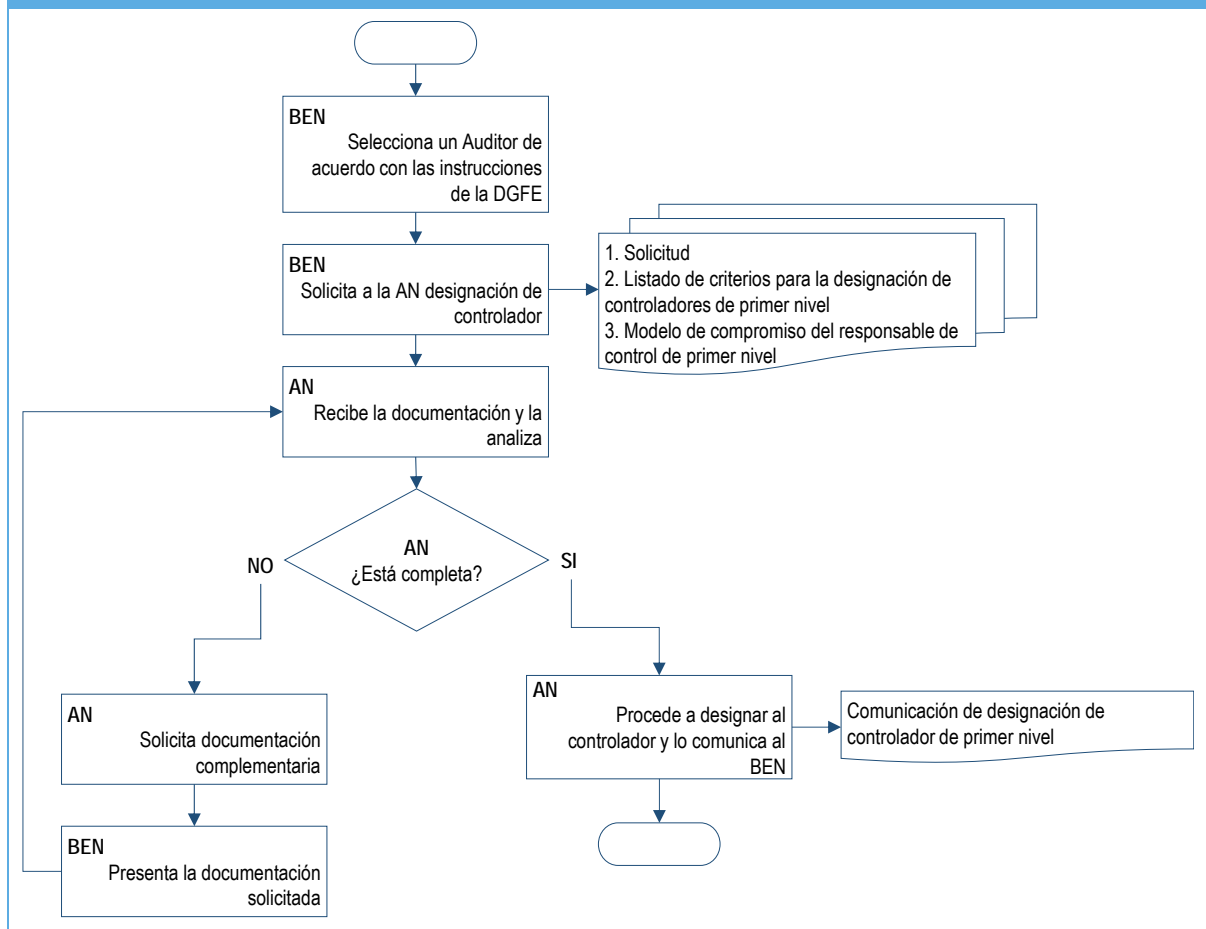 BEN
Selecciona un Auditor de
acuerdo con las instrucciones
de la DGFE
BEN
Solicita a la AN designación de
controlador
1. Solicitud
2. Listado de criterios para la designación de
controladores de primer nivel
3. Modelo de compromiso del responsable de
control de primer nivel
AN
Recibe la documentación y la
analiza
AN
¿Está completa?
NO
SI
AN
Solicita documentación
complementaria
BEN
Presenta la documentación
solicitada
AN
Procede a designar al
controlador y lo comunica al
BEN
Comunicación de designación de
controlador de primer nivel